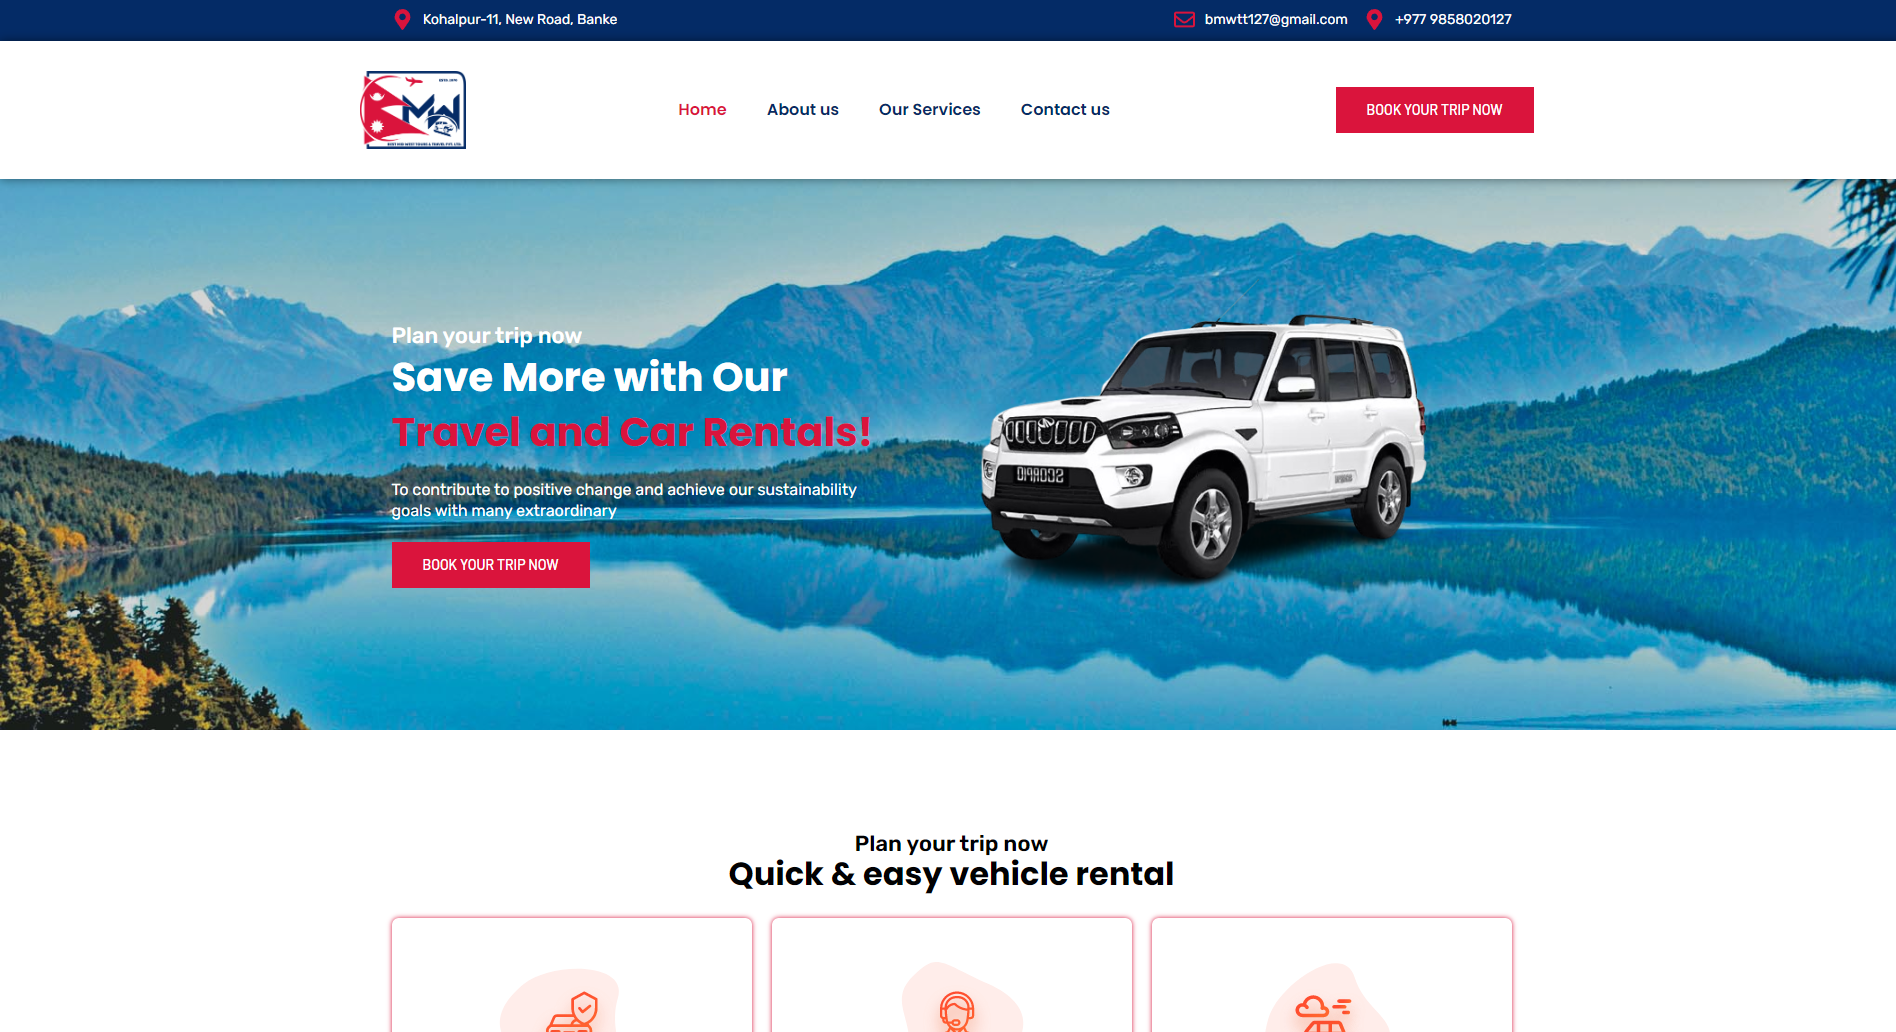 Kohalpur-11, New Road, Banke
bmwtt127@gmail.com
+977 9858020127
MW
Home
About us
Our Services
Contact us
BOOK YOUR TRIP NOW
Plan your trip now
Save More with Our
Travel and Car Rentals!
To contribute to positive change and achieve our sustainability
goals with many extraordinary
BOOK YOUR TRIP NOW
Plan your trip now
Quick & easy vehicle rental